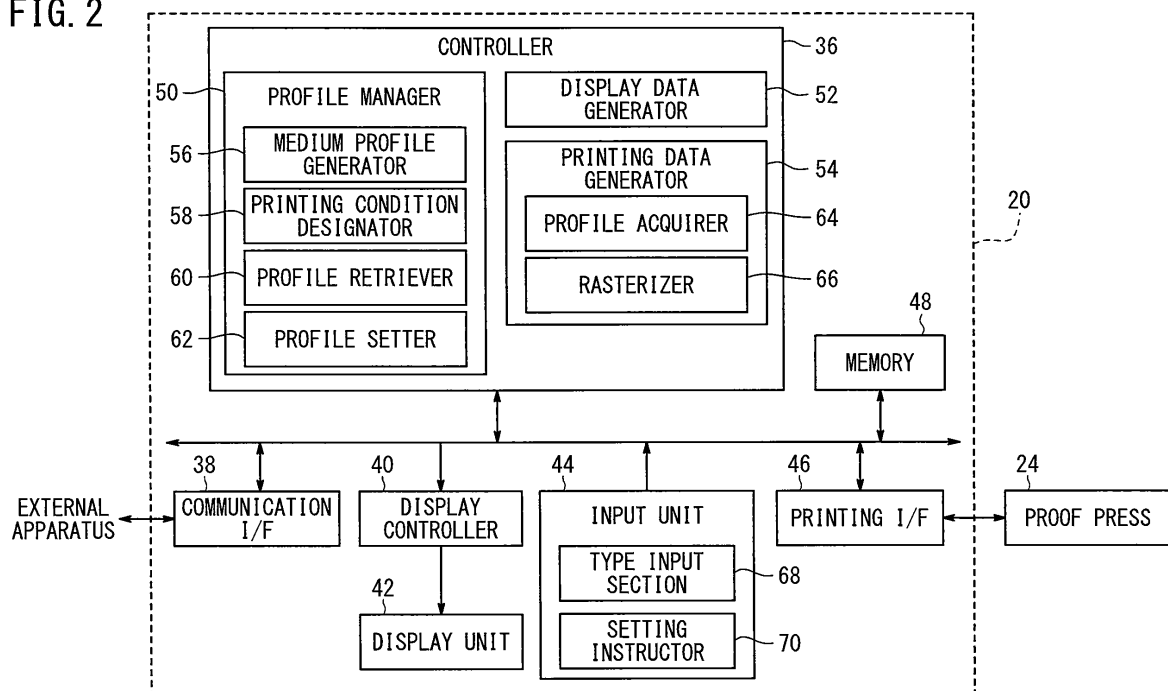 FIG. 2
CONTROLLER
36
50
PROFILE MANAGER
DISPLAY DATA
GENERATOR
52
56
MEDIUM PROFILE
GENERATOR
PRINTING DATA
GENERATOR
54
58
PRINTING CONDITION
DESIGNATOR
PROFILE ACQUIRER
64
20
60
PROFILE RETRIEVER
RASTERIZER
66
62
PROFILE SETTER
48
MEMORY
38
40
44
46
24
EXTERNAL
APPARATUS
COMMUNICATION
I/F
DISPLAY
CONTROLLER
INPUT UNIT
PRINTING I/F
PROOF PRESS
TYPE INPUT
SECTION
68
42
DISPLAY UNIT
SETTING
INSTRUCTOR
70